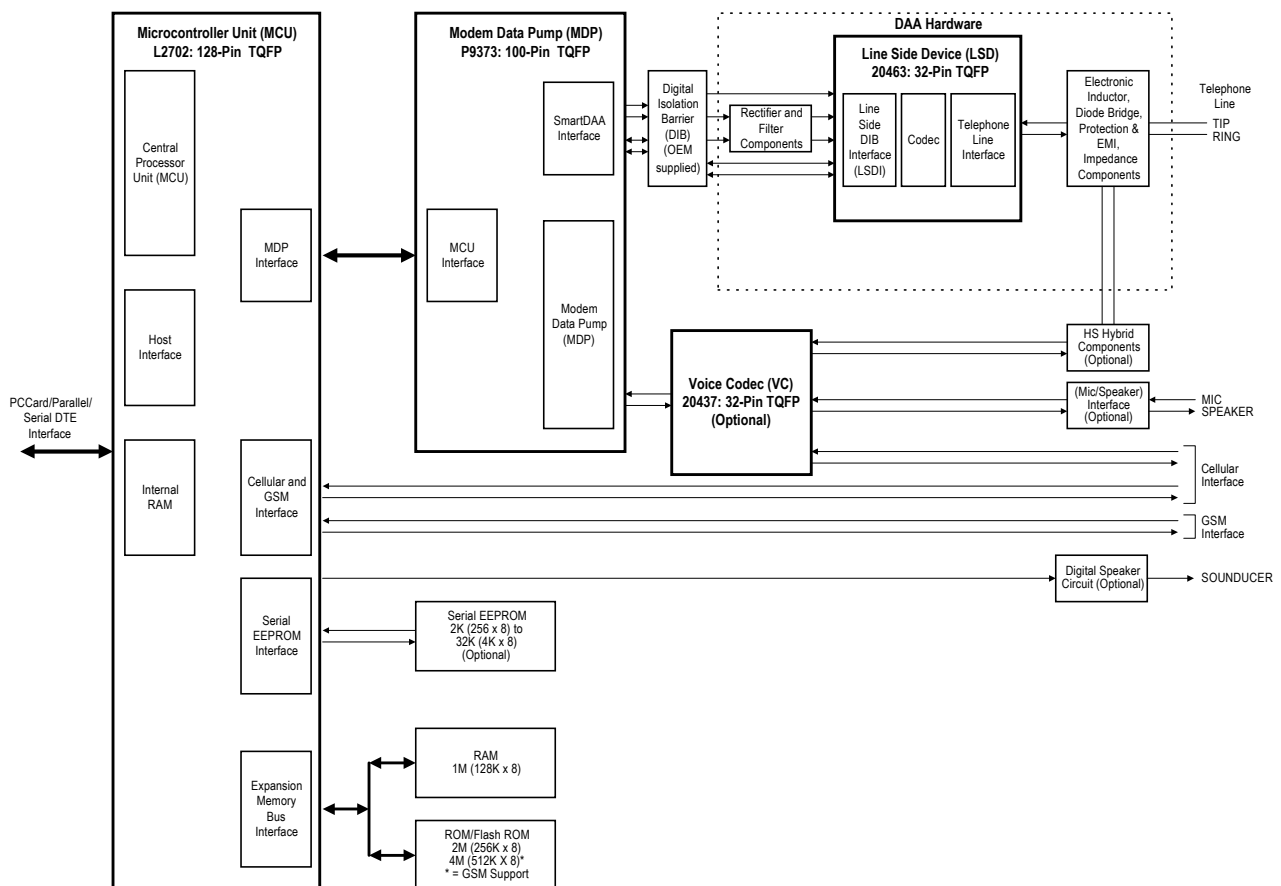 Microcontroller Unit (MCU)
L2702: 128-Pin TQFP
Central
Processor
Unit (MCU)
MDP
Interface
Host
Interface
PCCard/Parallel/
Serial DTE
Interface
Internal
RAM
Cellular and
GSM
Interface
Serial
EEPROM
Interface
Expansion
Memory
Bus
Interface
Modem Data Pump (MDP)
P9373: 100-Pin TQFP
SmartDAA
Interface
MCU
Interface
Modem
Data Pump
(MDP)
Digital
Isolation
Barrier
(DIB)
(OEM
supplied)
Rectifier and
Filter
Components
DAA Hardware
Line Side Device (LSD)
20463: 32-Pin TQFP
Line
Side
DIB
Interface
(LSDI)
Codec
Telephone
Line
Interface
Electronic
Inductor,
Diode Bridge,
Protection &
EMI,
Impedance
Components
Telephone
Line
TIP
RING
Voice Codec (VC)
20437: 32-Pin TQFP
(Optional)
HS Hybrid
Components
(Optional)
(Mic/Speaker)
Interface
(Optional)
MIC
SPEAKER
Cellular
Interface
GSM
Interface
Digital Speaker
Circuit (Optional)
SOUNDUCER
Serial EEPROM
2K (256 x 8) to
32K (4K x 8)
(Optional)
RAM
1M (128K x 8)
ROM/Flash ROM
2M (256K x 8)
4M (512K X 8)*
* = GSM Support